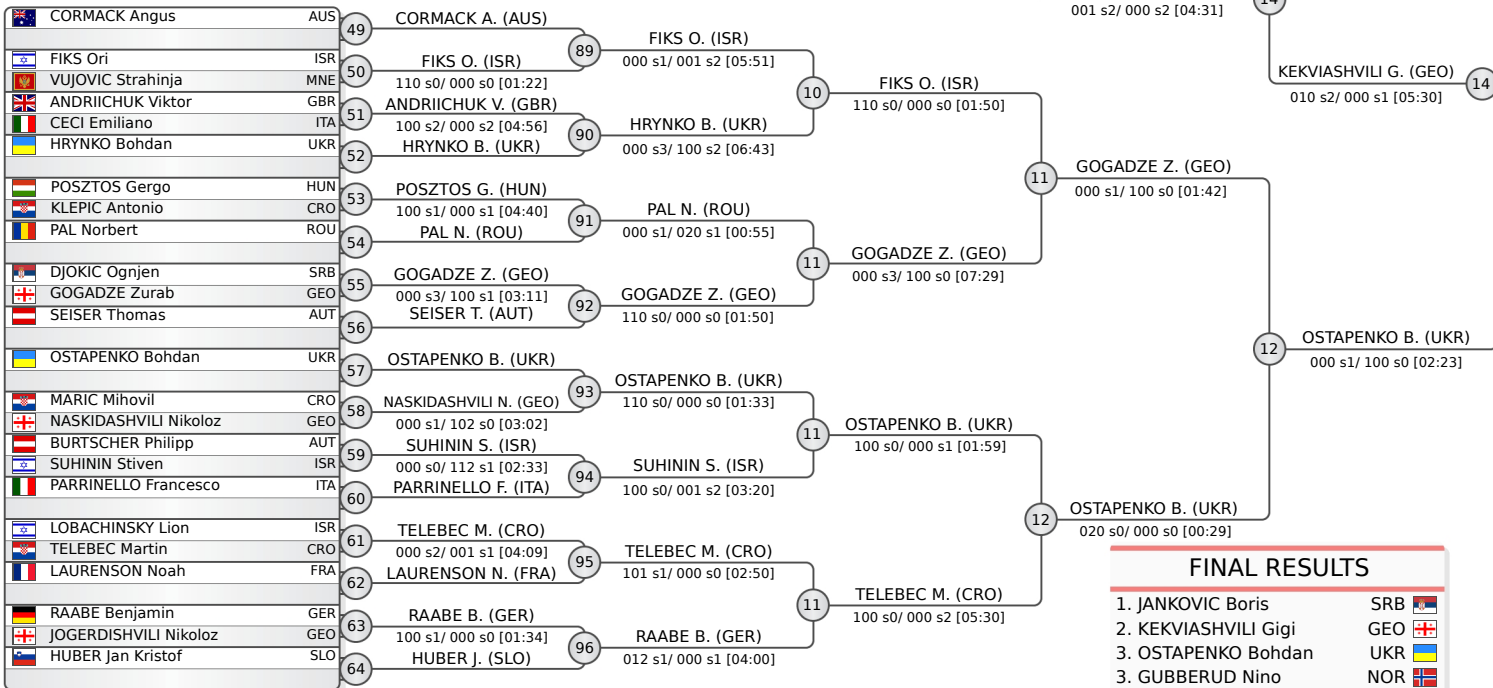 CORMACK Angus AUS
FIKS Ori ISR
VUJOVIC Strahinja MNE
ANDRIICHUK Viktor GBR
CECI Emiliano ITA
HRYNKO Bohdan UKR
POSZTOS Gergo HUN
KLEPIC Antonio CRO
PAL Norbert ROU
DJOKIC Ognjen SRB
GOGADZE Zurab GEO
SEISER Thomas AUT
OSTAPENKO Bohdan UKR
MARIC Mihovil CRO
NASKIDASHVILI Nikoloz GEO
BURTSCHER Philipp AUT
SUHININ Stiven ISR
PARRINELLO Francesco ITA
LOBACHINSKY Lion ISR
TELEBEC Martin CRO
LAURENSON Noah FRA
RAABE Benjamin GER
JOGERDISHVILI Nikoloz GEO
HUBER Jan Kristof SLO
49
50
51
52
53
54
55
56
57
58
59
60
61
62
63
64
CORMACK A. (AUS)
FIKS O. (ISR)
110 s0/ 000 s0 [01:22]
ANDRIICHUK V. (GBR)
100 s2/ 000 s2 [04:56]
HRYNKO B. (UKR)
POSZTOS G. (HUN)
100 s1/ 000 s1 [04:40]
PAL N. (ROU)
GOGADZE Z. (GEO)
000 s3/ 100 s1 [03:11]
SEISER T. (AUT)
OSTAPENKO B. (UKR)
NASKIDASHVILI N. (GEO)
000 s1/ 102 s0 [03:02]
SUHININ S. (ISR)
000 s0/ 112 s1 [02:33]
PARRINELLO F. (ITA)
TELEBEC M. (CRO)
000 s2/ 001 s1 [04:09]
LAURENSON N. (FRA)
RAABE B. (GER)
100 s1/ 000 s0 [01:34]
HUBER J. (SLO)
89
90
91
92
93
94
95
96
FIKS O. (ISR)
000 s1/ 001 s2 [05:51]
HRYNKO B. (UKR)
000 s3/ 100 s2 [06:43]
PAL N. (ROU)
000 s1/ 020 s1 [00:55]
GOGADZE Z. (GEO)
110 s0/ 000 s0 [01:50]
OSTAPENKO B. (UKR)
110 s0/ 000 s0 [01:33]
SUHININ S. (ISR)
100 s0/ 001 s2 [03:20]
TELEBEC M. (CRO)
101 s1/ 000 s0 [02:50]
RAABE B. (GER)
012 s1/ 000 s1 [04:00]
10
11
11
11
FIKS O. (ISR)
110 s0/ 000 s0 [01:50]
GOGADZE Z. (GEO)
000 s3/ 100 s0 [07:29]
OSTAPENKO B. (UKR)
100 s0/ 000 s1 [01:59]
TELEBEC M. (CRO)
100 s0/ 000 s2 [05:30]
11
12
GOGADZE Z. (GEO)
000 s1/ 100 s0 [01:42]
OSTAPENKO B. (UKR)
020 s0/ 000 s0 [00:29]
12
OSTAPENKO B. (UKR)
000 s1/ 100 s0 [02:23]
001 s2/ 000 s2 [04:31]
KEKVIASHVILI G. (GEO)
010 s2/ 000 s1 [05:30]
14
FINAL RESULTS
1. JANKOVIC Boris SRB
2. KEKVIASHVILI Gigi GEO
3. OSTAPENKO Bohdan UKR
3. GUBBERUD Nino NOR